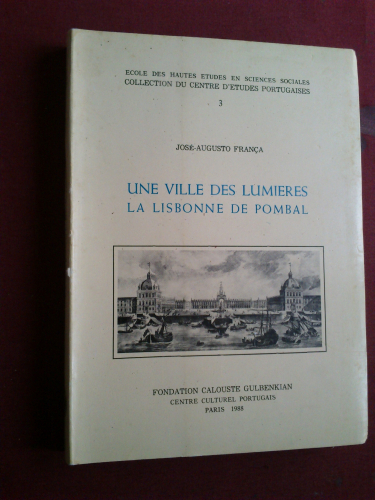 ECOLE DES HAUTES ETUDES EN SCIENCES SOCIALES
COLLECTION DU CENTRE D'ETUDES PORTUGAISES
3
JOSÉ-AUGUSTO FRANÇA
UNE VILLE DES LUMIERES
LA LISBONNE DE POMBAL
FONDATION CALOUSTE GULBENKIAN
CENTRE CULTUREL PORTUGAIS
PARIS 1988